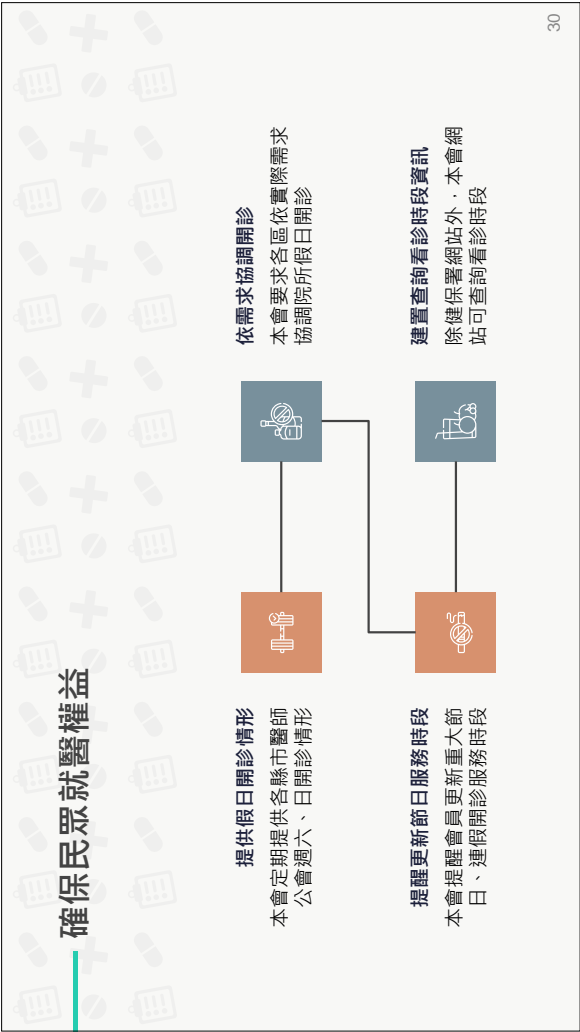 確保民眾就醫權益
提供假日開診情形
本會定期提供各縣市醫師
公會週六、日開診情形
依需求協調開診
本會要求各區依實際需求
協調院所假日開診
提醒更新節日服務時段
本會提醒會員更新重大節
日、連假開診服務時段
建置查詢看診時段資訊
除健保署網站外，本會網
站可查詢看診時段
30